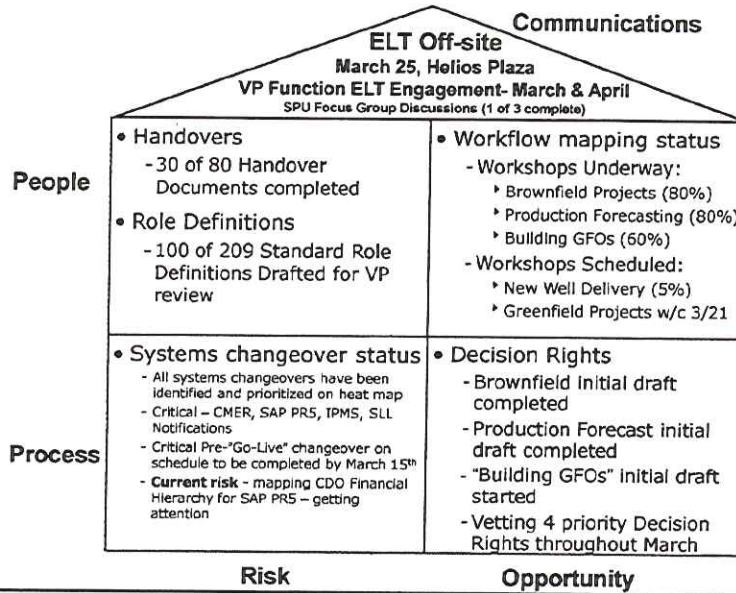 Communications
ELT Off-site
March 25, Helios Plaza
VP Function ELT Engagement- March & April
SPU Focus Group Discussions (1 of 3 complete)
People
• Handovers
- 30 of 80 Handover
Documents completed
• Role Definitions
- 100 of 209 Standard Role
Definitions Drafted for VP
review
• Workflow mapping status
- Workshops Underway:
‣ Brownfield Projects (80%)
‣ Production Forecasting (80%)
‣ Building GFOs (60%)
- Workshops Scheduled:
‣ New Well Delivery (5%)
‣ Greenfield Projects w/c 3/21
Process
• Systems changeover status
- All systems changeovers have been
identified and prioritized on heat map
- Critical – CMER, SAP PR5, IPMS, SLL
Notifications
- Critical Pre-"Go-Live" changeover on
schedule to be completed by March 15th
- Current risk - mapping CDO Financial
Hierarchy for SAP PR5 – getting
attention
• Decision Rights
- Brownfield initial draft
completed
- Production Forecast initial
draft completed
- "Building GFOs" initial draft
started
- Vetting 4 priority Decision
Rights throughout March
Risk
Opportunity